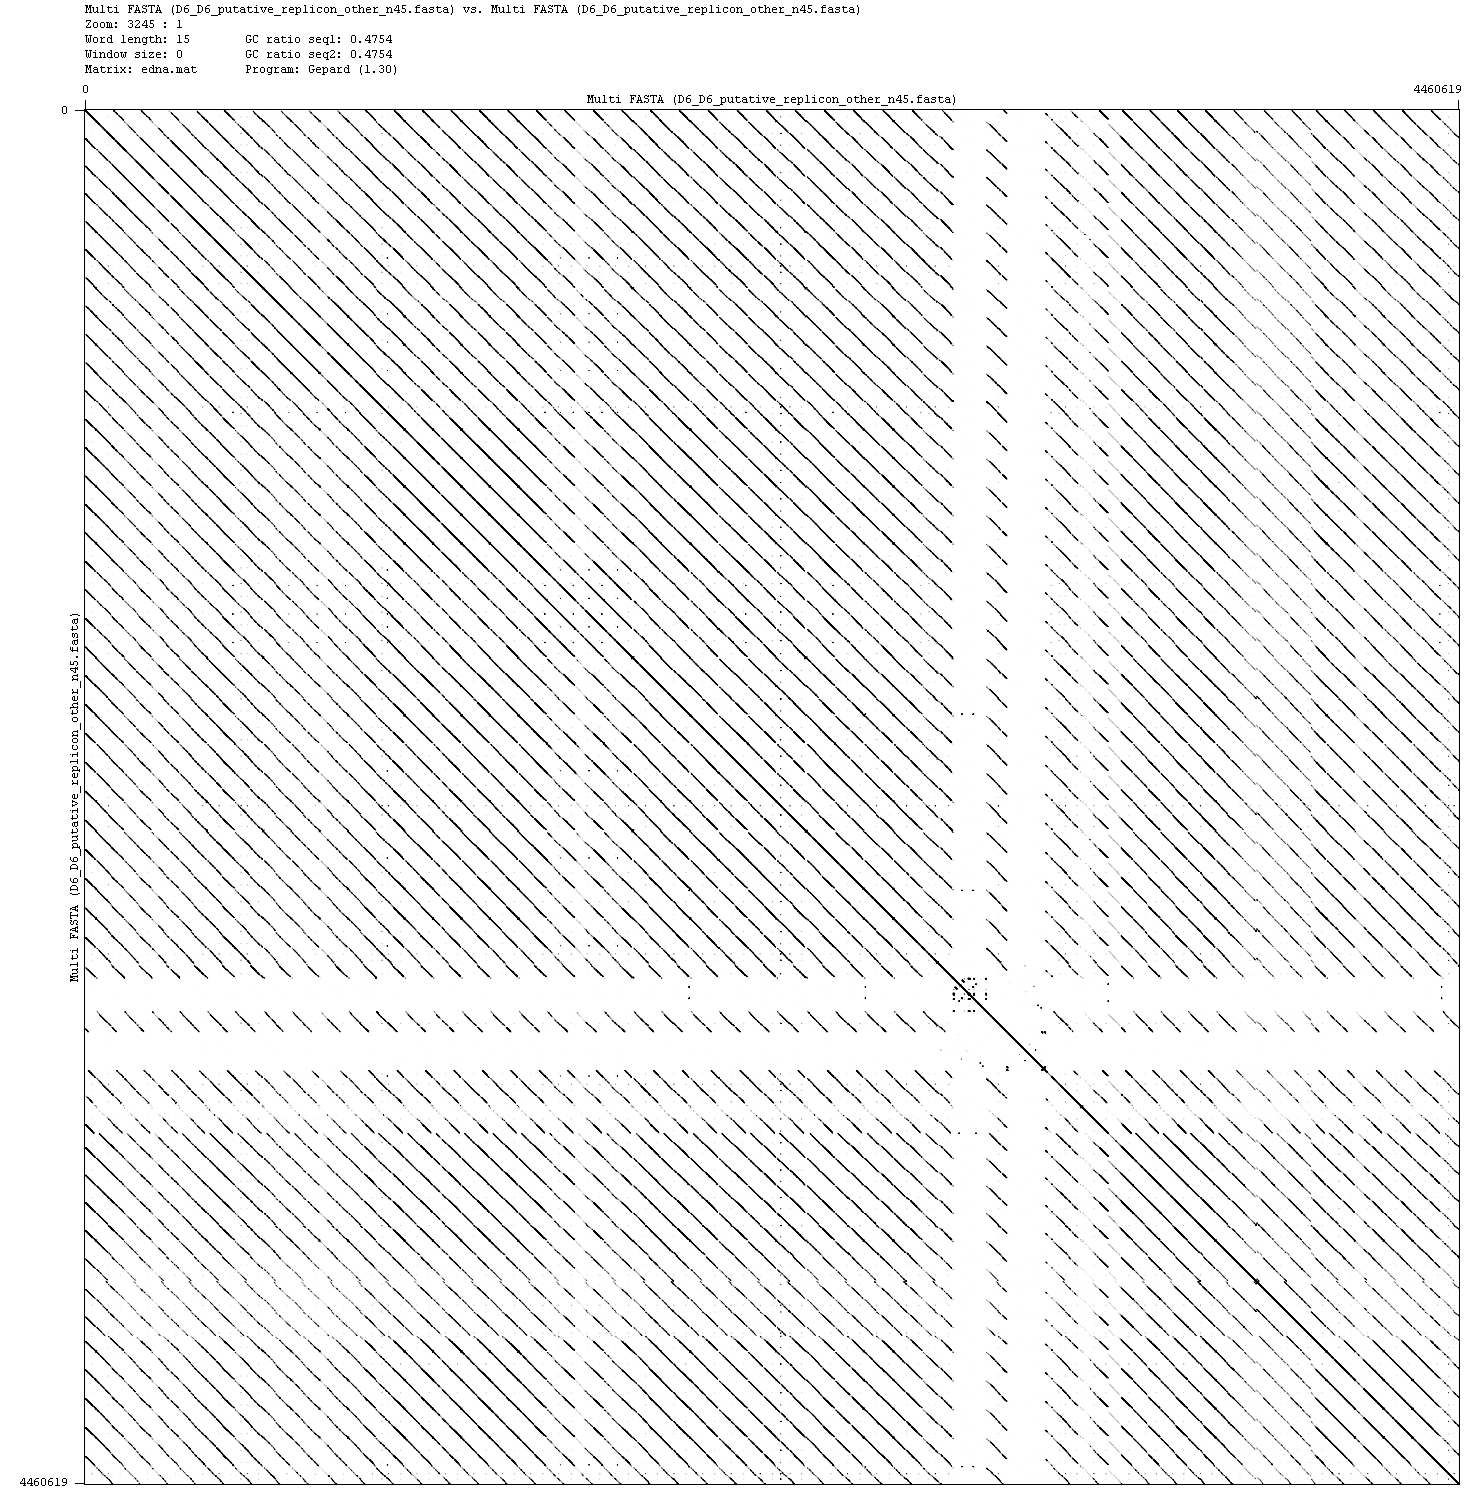 Multi FASTA (D6_D6_putative_replicon_other_n45.fasta) vs. Multi FASTA (D6_D6_putative_replicon_other_n45.fasta)
Zoom: 3245 : 1
Word length: 15 GC ratio seq1: 0.4754
Window size: 0 GC ratio seq2: 0.4754
Matrix: edna.mat Program: Gepard (1.30)
0 4460619
Multi FASTA (D6_D6_putative_replicon_other_n45.fasta)
0
Multi FASTA (D6_D6_putative_replicon_other_n45.fasta)
4460619